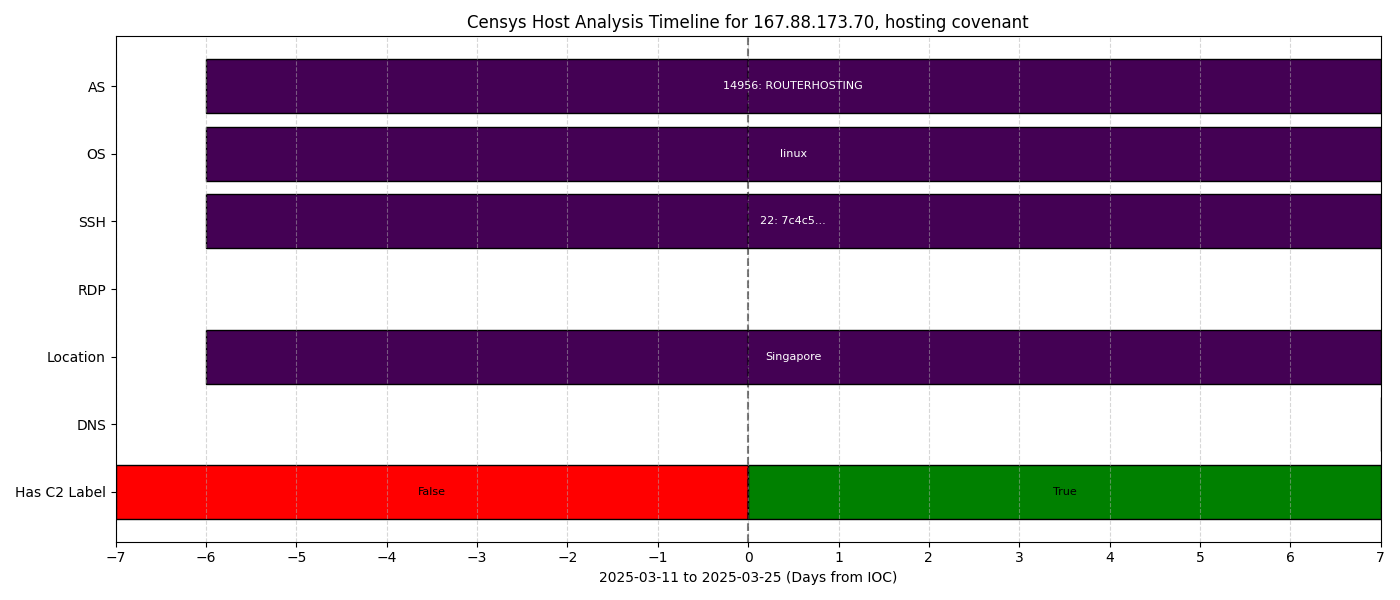 Censys Host Analysis Timeline for 167.88.173.70, hosting covenant
AS
14956: ROUTERHOSTING
OS
linux
SSH
22: 7c4c5...
RDP
Location
Singapore
DNS
Has C2 Label
False
True
−7 −6 −5 −4 −3 −2 −1 0 1 2 3 4 5 6 7
2025-03-11 to 2025-03-25 (Days from IOC)